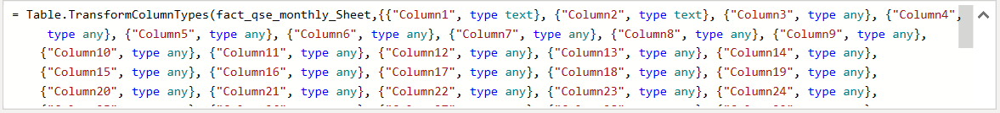 = Table.TransformColumnTypes(fact_qse_monthly_Sheet,{{"Column1", type text}, {"Column2", type text}, {"Column3", type any}, {"Column4",
type any}, {"Column5", type any}, {"Column6", type any}, {"Column7", type any}, {"Column8", type any}, {"Column9", type any},
{"Column10", type any}, {"Column11", type any}, {"Column12", type any}, {"Column13", type any}, {"Column14", type any},
{"Column15", type any}, {"Column16", type any}, {"Column17", type any}, {"Column18", type any}, {"Column19", type any},
{"Column20", type any}, {"Column21", type any}, {"Column22", type any}, {"Column23", type any}, {"Column24", type any},